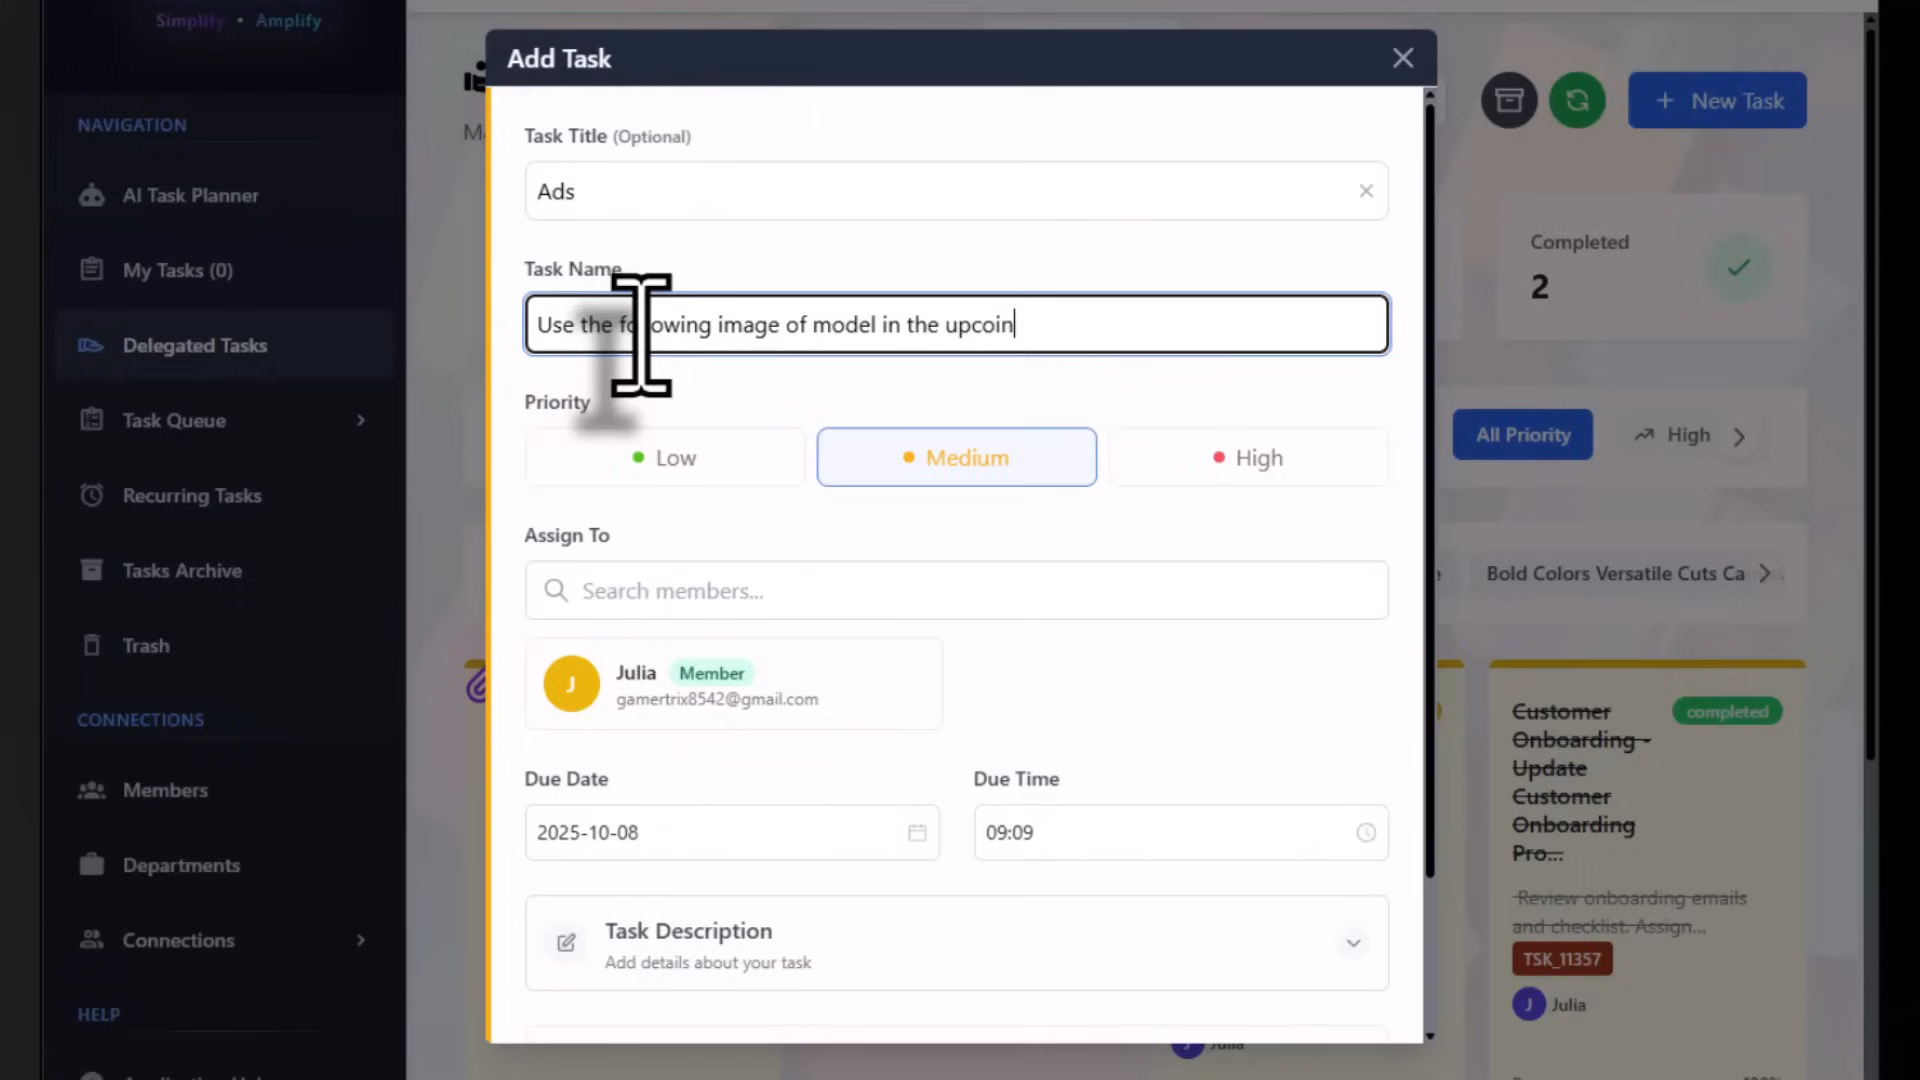 Simplify • Amplify
NAVIGATION
AI Task Planner
My Tasks (0)
Delegated Tasks
Task Queue
Recurring Tasks
Tasks Archive
Trash
CONNECTIONS
Members
Departments
Connections
HELP
Add Task
Task Title (Optional)
Ads
Task Name
Use the following image of model in the upcoin
Priority
Low
Medium
High
Assign To
Search members...
J
Julia
Member
gamertrix8542@gmail.com
Due Date
Due Time
2025-10-08
09:09
Task Description
Add details about your task
+ New Task
Completed
2
All Priority
High
Bold Colors Versatile Cuts Ca
completed
Customer
Onboarding -
Update
Customer
Onboarding
Pro...
Review onboarding emails
and checklist. Assign...
TSK_11357
J
Julia
Julia